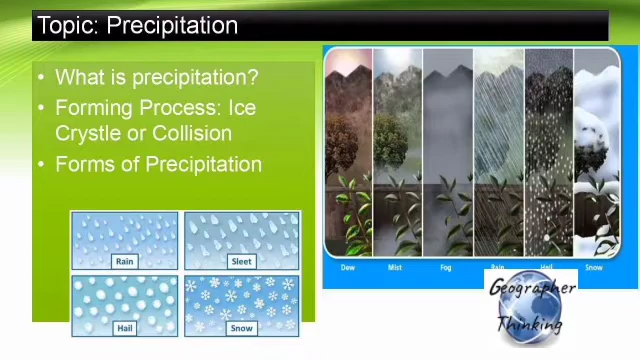 Topic: Precipitation
• What is precipitation?
• Forming Process: Ice
Crystle or Collision
• Forms of Precipitation
Rain
Sleet
Hail
Snow
Dew
Mist
Fog
Rain
Hail
Snow
Geographer
Thinking